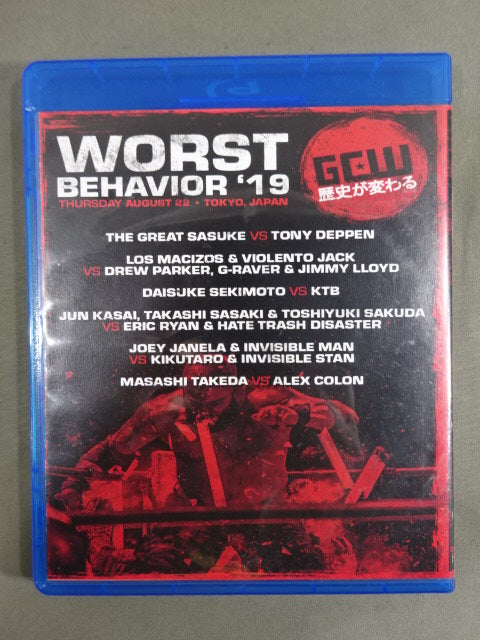 WORST
BEHAVIOR '19
THURSDAY AUGUST 22 • TOKYO, JAPAN
GCW
歴史が変わる
THE GREAT SASUKE VS TONY DEPPEN
LOS MACIZOS & VIOLENTO JACK
VS DREW PARKER, G-RAVER & JIMMY LLOYD
DAISUKE SEKIMOTO VS KTB
JUN KASAI, TAKASHI SASAKI & TOSHIYUKI SAKUDA
VS ERIC RYAN & HATE TRASH DISASTER
JOEY JANELA & INVISIBLE MAN
VS KIKUTARO & INVISIBLE STAN
MASASHI TAKEDA VS ALEX COLON